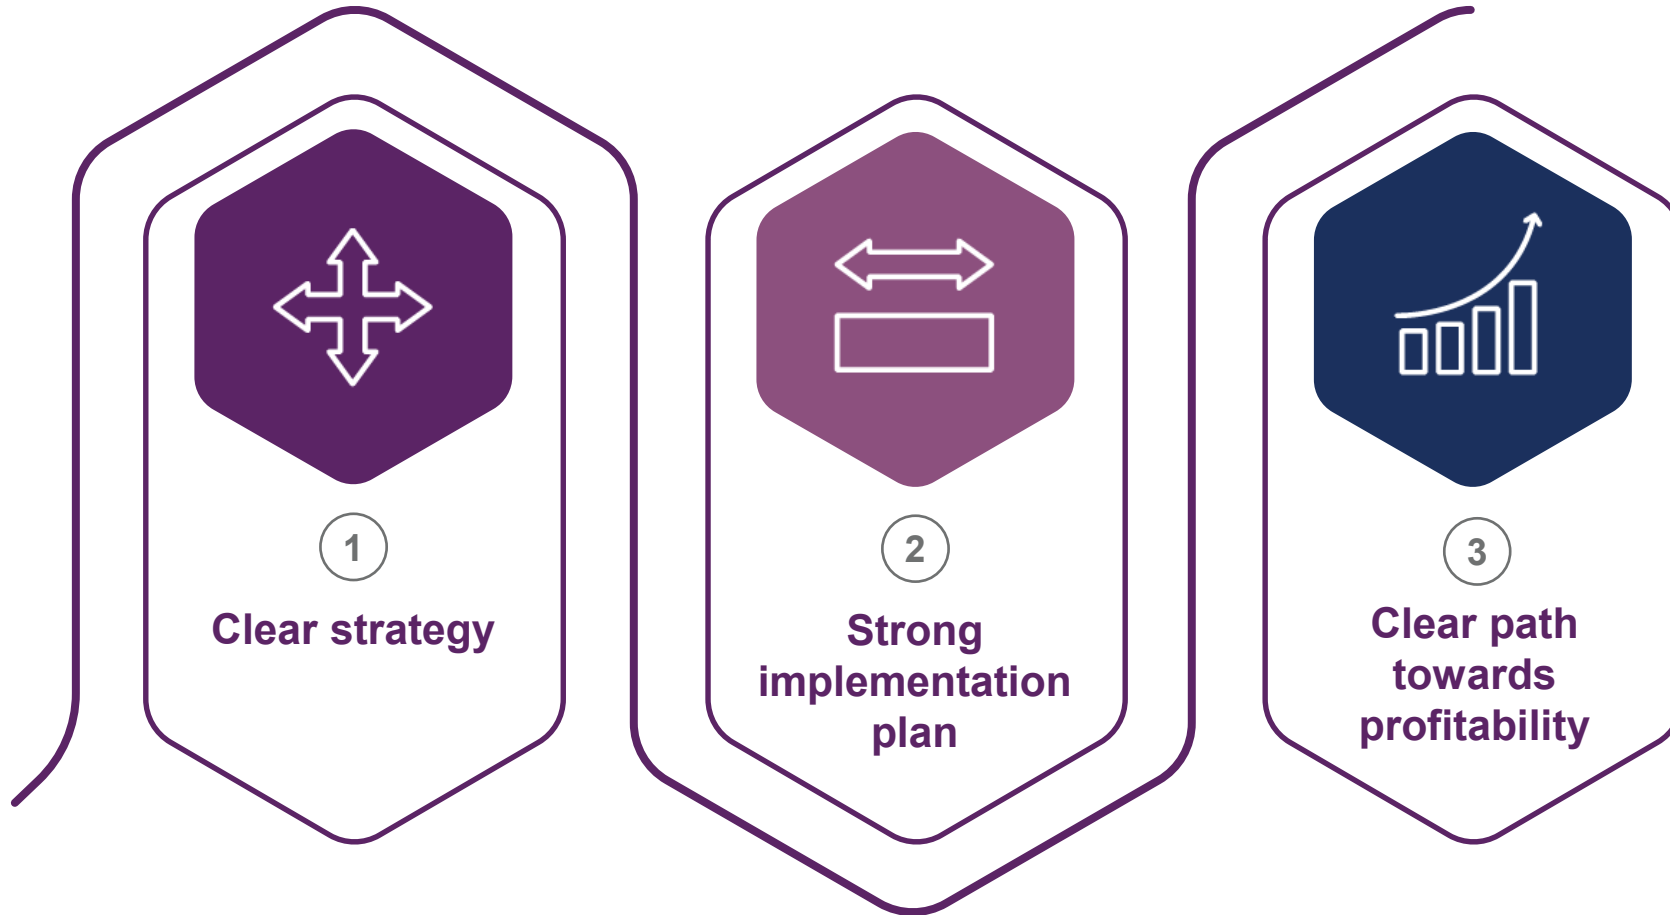 1
Clear strategy
2
Strong
implementation
plan
3
Clear path
towards
profitability